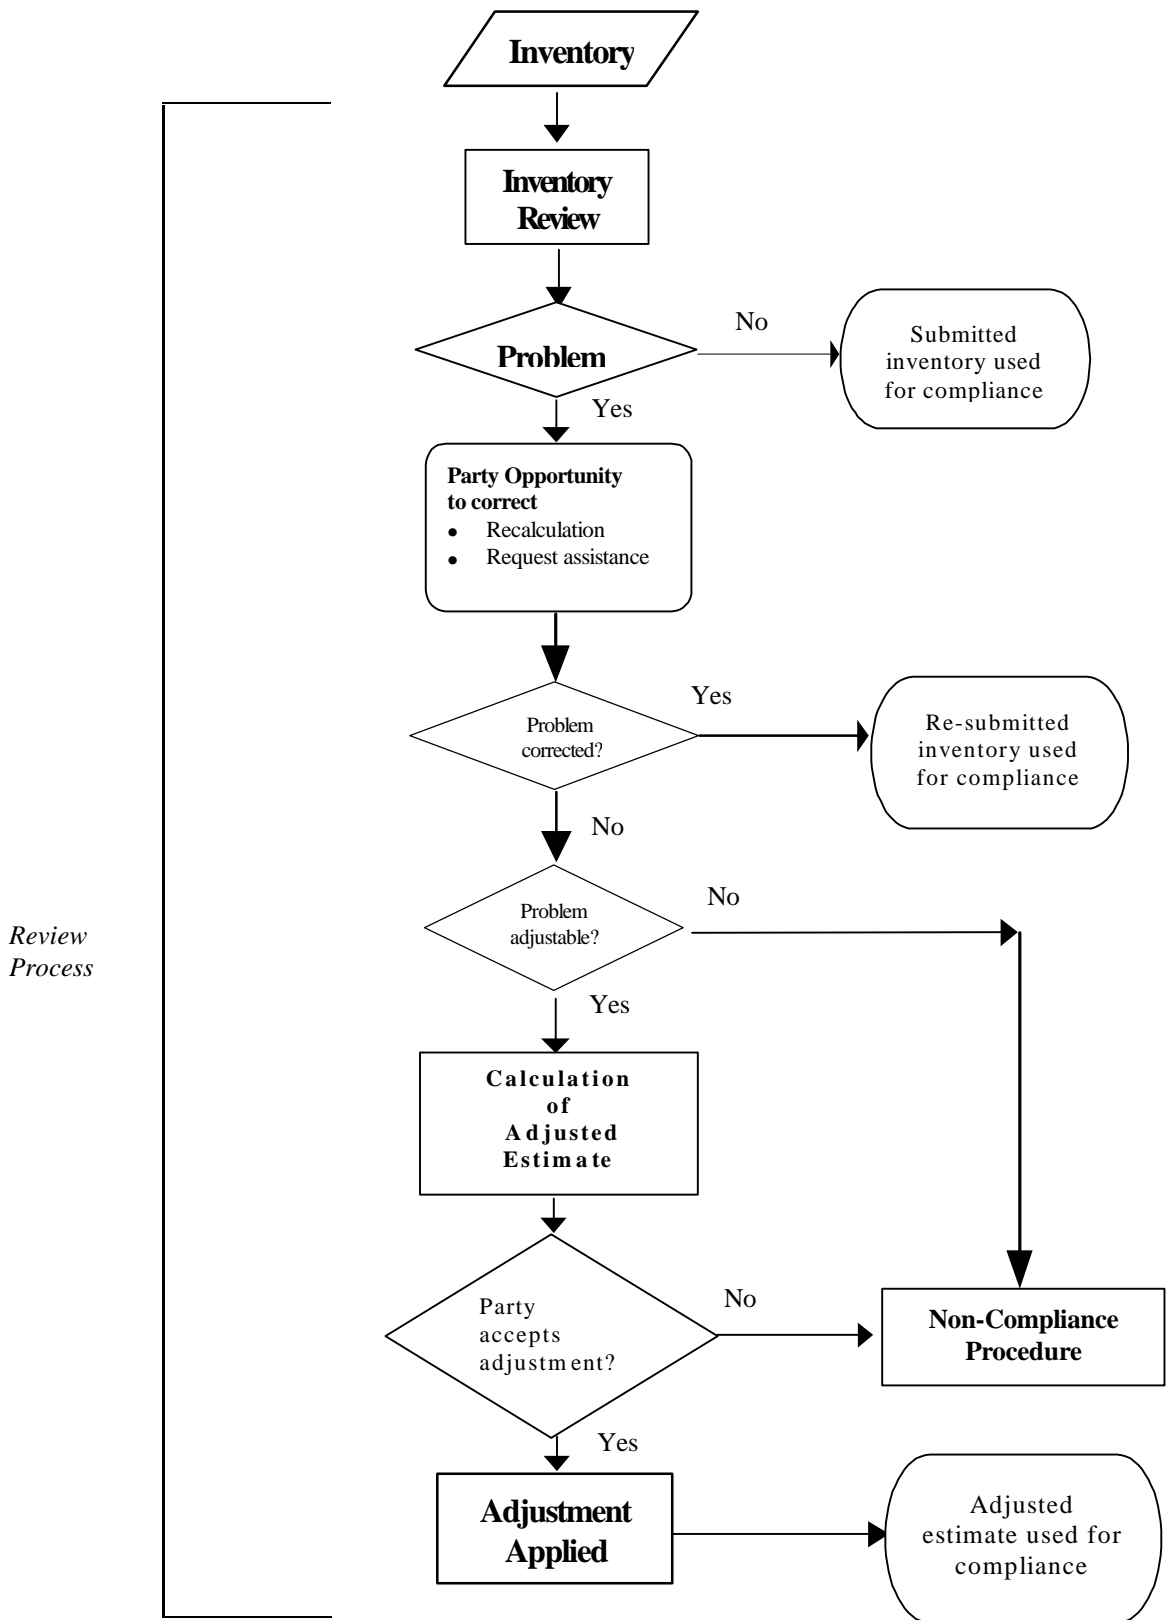 Inventory
Inventory
Review
Problem
No
Submitted
inventory used
for compliance
Yes
Party Opportunity
to correct
● Recalculation
● Request assistance
Problem
corrected?
Yes
Re-submitted
inventory used
for compliance
No
Problem
adjustable?
No
Review
Process
Yes
Calculation
of
Adjusted
Estimate
Party
accepts
adjustment?
No
Non-Compliance
Procedure
Yes
Adjustment
Applied
Adjusted
estimate used for
compliance